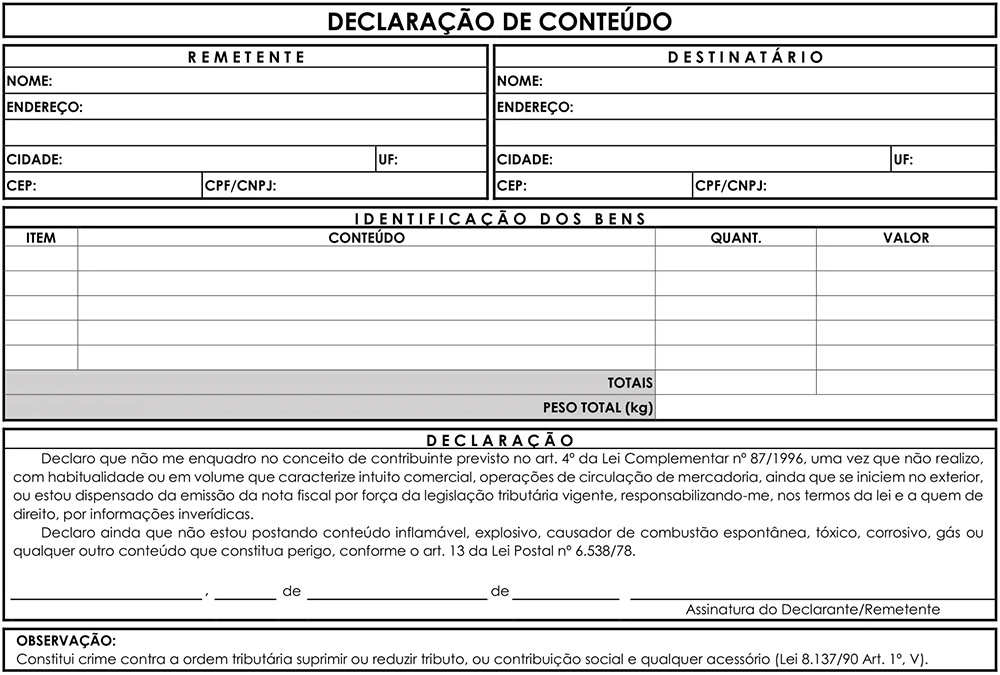 DECLARAÇÃO DE CONTEÚDO
REMETENTE
NOME:
ENDEREÇO:
CIDADE: UF:
CEP: CPF/CNPJ:
DESTINATÁRIO
NOME:
ENDEREÇO:
CIDADE: UF:
CEP: CPF/CNPJ:
IDENTIFICAÇÃO DOS BENS
ITEM CONTEÚDO QUANT. VALOR
TOTAIS
PESO TOTAL (kg)
DECLARAÇÃO
Declaro que não me enquadro no conceito de contribuinte previsto no art. 4º da Lei Complementar nº 87/1996, uma vez que não realizo,
com habitualidade ou em volume que caracterize intuito comercial, operações de circulação de mercadoria, ainda que se iniciem no exterior,
ou estou dispensado da emissão da nota fiscal por força da legislação tributária vigente, responsabilizando-me, nos termos da lei e a quem de
direito, por informações inverídicas.
Declaro ainda que não estou postando conteúdo inflamável, explosivo, causador de combustão espontânea, tóxico, corrosivo, gás ou
qualquer outro conteúdo que constitua perigo, conforme o art. 13 da Lei Postal nº 6.538/78.
, de de
Assinatura do Declarante/Remetente
OBSERVAÇÃO:
Constitui crime contra a ordem tributária suprimir ou reduzir tributo, ou contribuição social e qualquer acessório (Lei 8.137/90 Art. 1º, V).